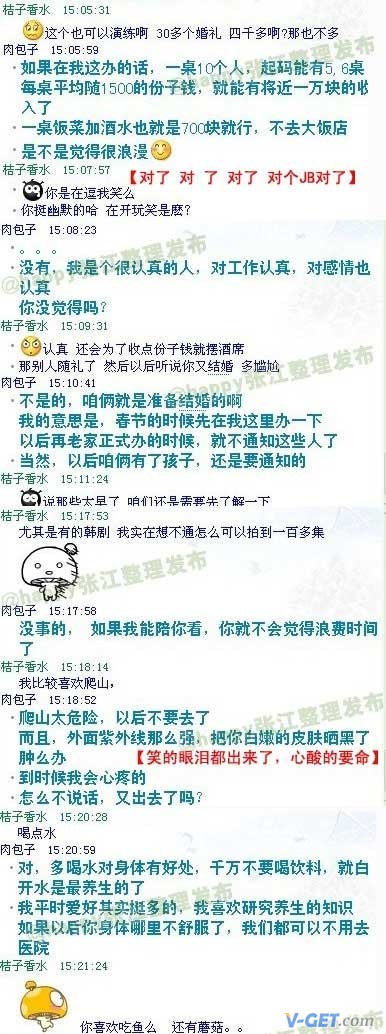 桔子香水 15:05:31
这个也可以演练啊 30多个婚礼 四千多啊?那也不多
肉包子 15:05:59
如果在我这办的话，一桌10个人，起码能有5,6桌
每桌平均随1500的份子钱，就能有将近一万块的收
入了
一桌饭菜加酒水也就是700块就行，不去大饭店
是不是觉得很浪漫
桔子香水 15:07:57
【对了 对 了 对了 对个JB对了】
你是在逗我笑么
你挺幽默的哈 在开玩笑是麽?
肉包子 15:08:23
。。。
没有，我是个很认真的人，对工作认真，对感情也
认真
你没觉得吗？
桔子香水 15:09:31
认真 还会为了收点份子钱就摆酒席
那别人随礼了 然后以后听说你又结婚 多尴尬
肉包子 15:10:41
不是的，咱俩就是准备结婚的啊
我的意思是，春节的时候先在我这里办一下
以后再老家正式办的时候，就不通知这些人了
当然，以后咱俩有了孩子，还是要通知的
桔子香水 15:11:24
说那些太早了 咱们还是需要先了解一下
桔子香水 15:17:53
尤其是有的韩剧 我实在想不通怎么可以拍到一百多集
肉包子 15:17:58
没事的， 如果我能陪你看，你就不会觉得浪费时间
了
桔子香水 15:18:14
我比较喜欢爬山，
肉包子 15:18:52
爬山太危险，以后不要去了
而且，外面紫外线那么强，把你白嫩的皮肤晒黑了
肿么办
【笑的眼泪都出来了，心酸的要命】
到时候我会心疼的
怎么不说话，又出去了吗？
桔子香水 15:20:28
喝点水
肉包子 15:20:59
对，多喝水对身体有好处，千万不要喝饮料，就白
开水是最养生的了
我平时爱好其实挺多的，我喜欢研究养生的知识
如果以后你身体哪里不舒服了，我们都可以不用去
医院
桔子香水 15:21:24
你喜欢吃鱼么 还有蘑菇。。
@happy张江整理发布
V-GET.com